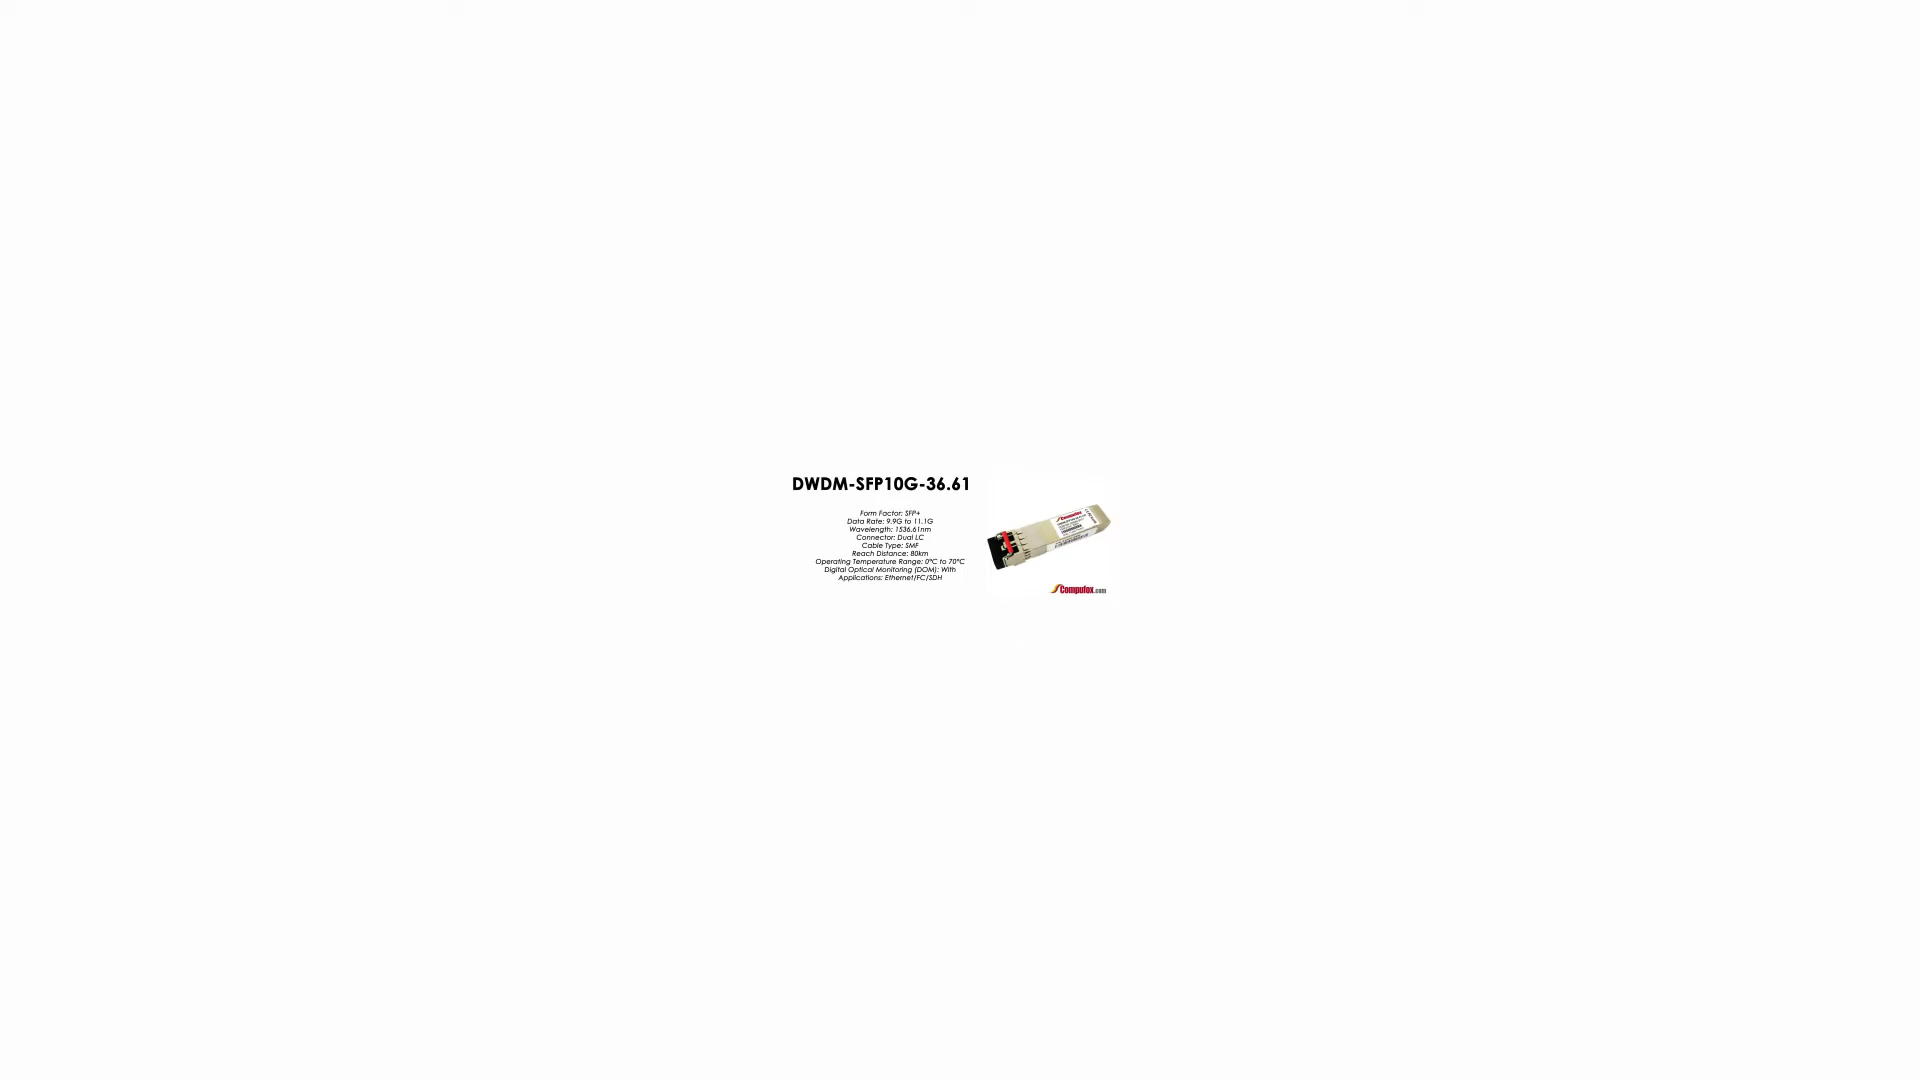 DWDM-SFP10G-36.61
Form Factor: SFP+
Data Rate: 9.9G to 11.1G
Wavelength: 1536.61nm
Connector: Dual LC
Cable Type: SMF
Reach Distance: 80km
Operating Temperature Range: 0°C to 70°C
Digital Optical Monitoring (DOM): With
Applications: Ethernet/FC/SDH
Compufox
Compufox.com